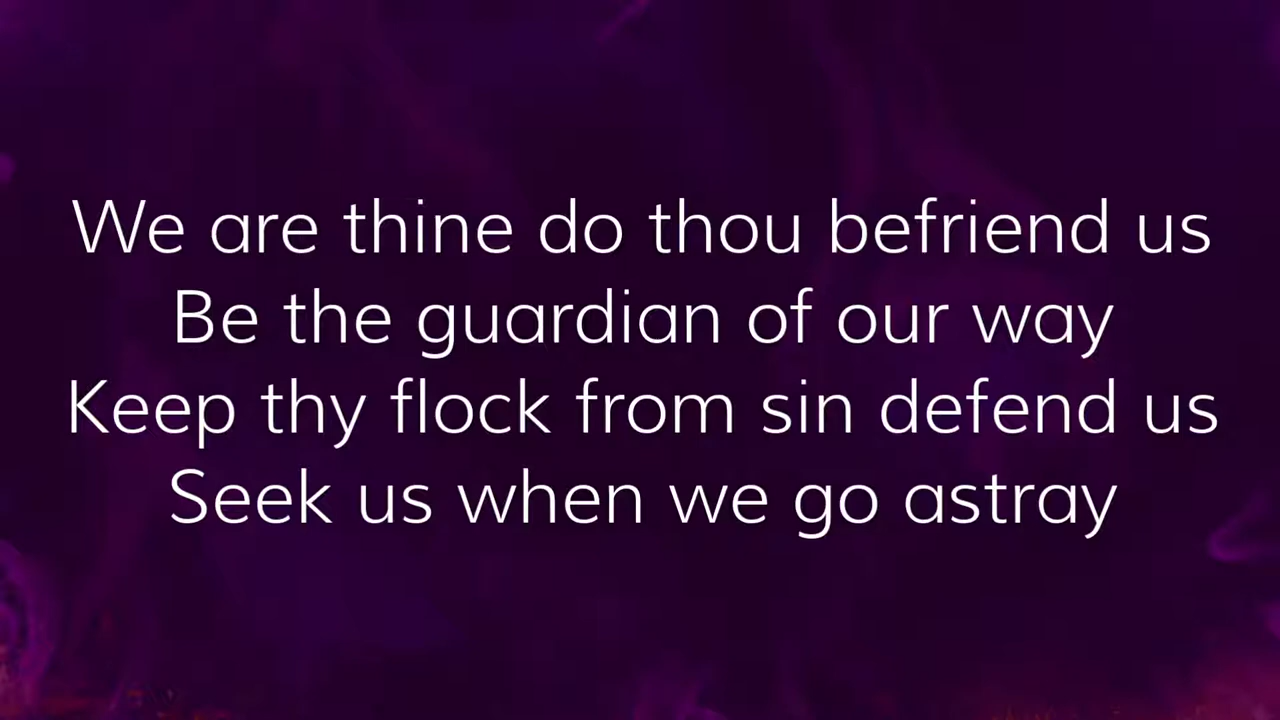 We are thine do thou befriend us
Be the guardian of our way
Keep thy flock from sin defend us
Seek us when we go astray